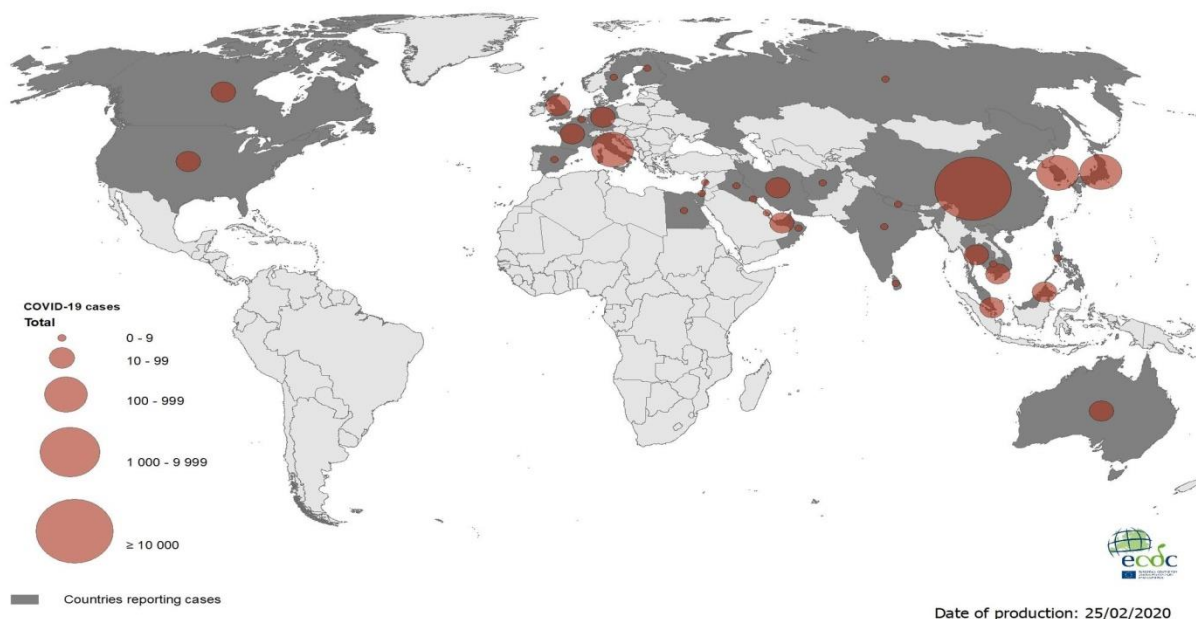 COVID-19 cases
Total
0 - 9
10 - 99
100 - 999
1 000 - 9 999
≥ 10 000
Countries reporting cases
ecdc
Date of production: 25/02/2020